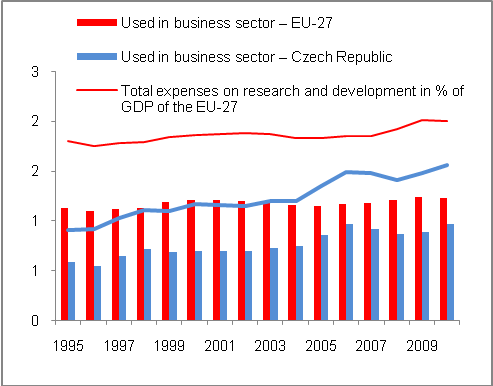 Used in business sector – EU-27
Used in business sector – Czech Republic
Total expenses on research and development in % of
GDP of the EU-27
3
2
2
1
1
0
1995 1997 1999 2001 2003 2005 2007 2009